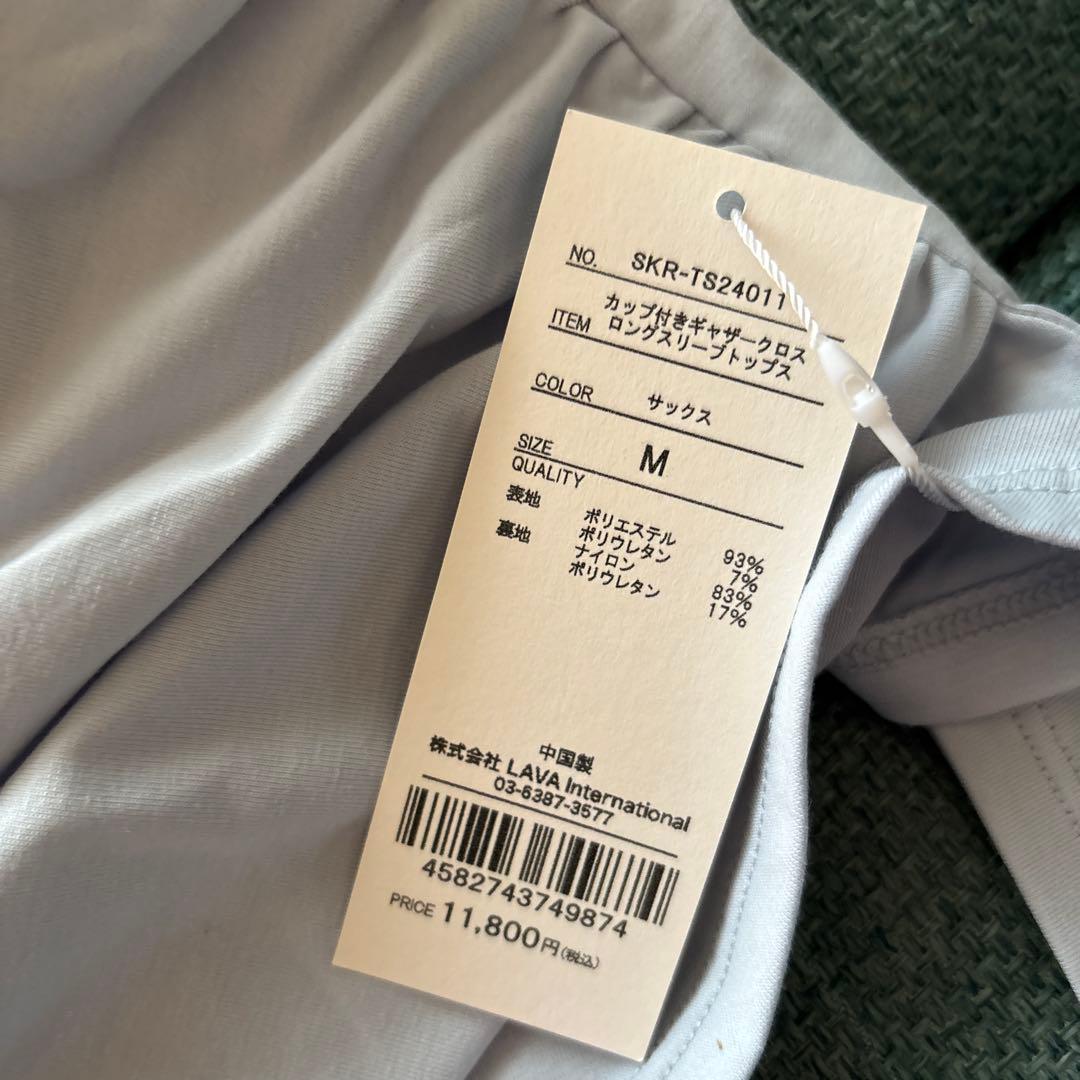 NO. SKR-TS24011
ITEM カップ付きギャザークロス
ロングスリーブトップス
COLOR サックス
SIZE M
QUALITY
表地 ポリエステル 93%
ポリウレタン 7%
裏地 ナイロン 83%
ポリウレタン 17%
中国製
株式会社 LAVA International
03-6387-3577
4582743749874
PRICE 11,800円(税込)